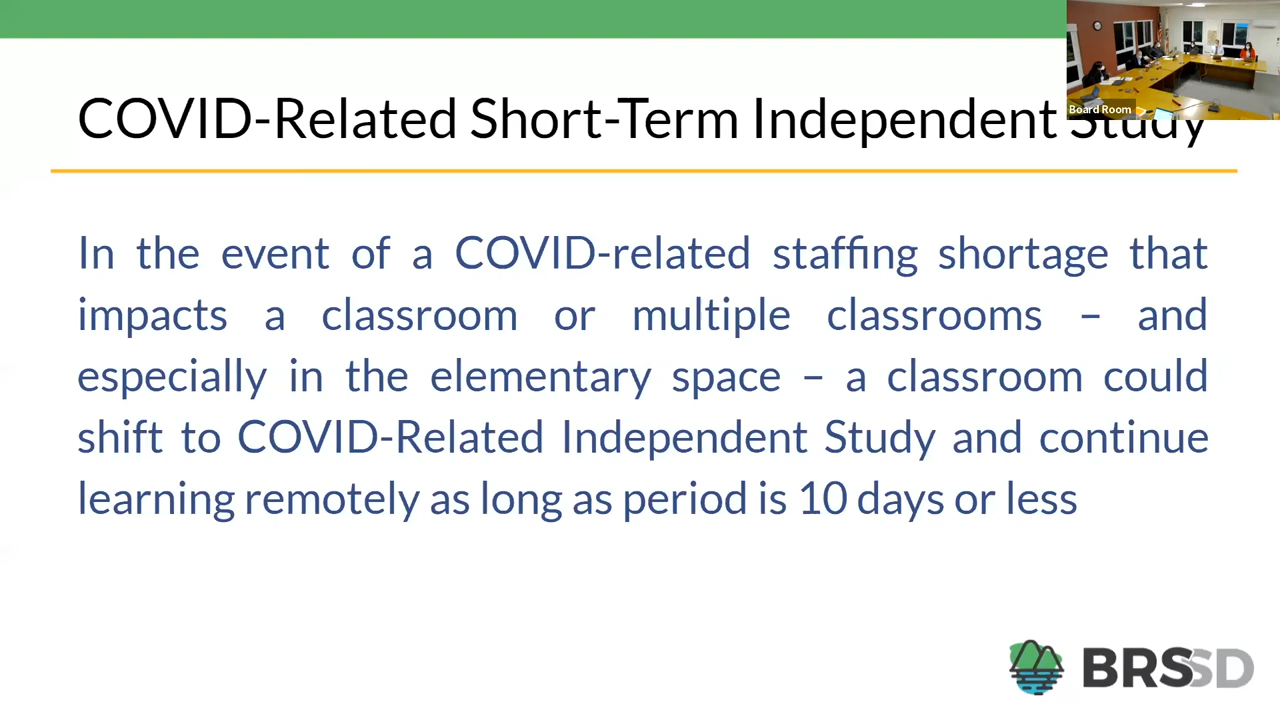 COVID-Related Short-Term Independent Study
Board Room
In the event of a COVID-related staffing shortage that
impacts a classroom or multiple classrooms – and
especially in the elementary space – a classroom could
shift to COVID-Related Independent Study and continue
learning remotely as long as period is 10 days or less
BRSSD